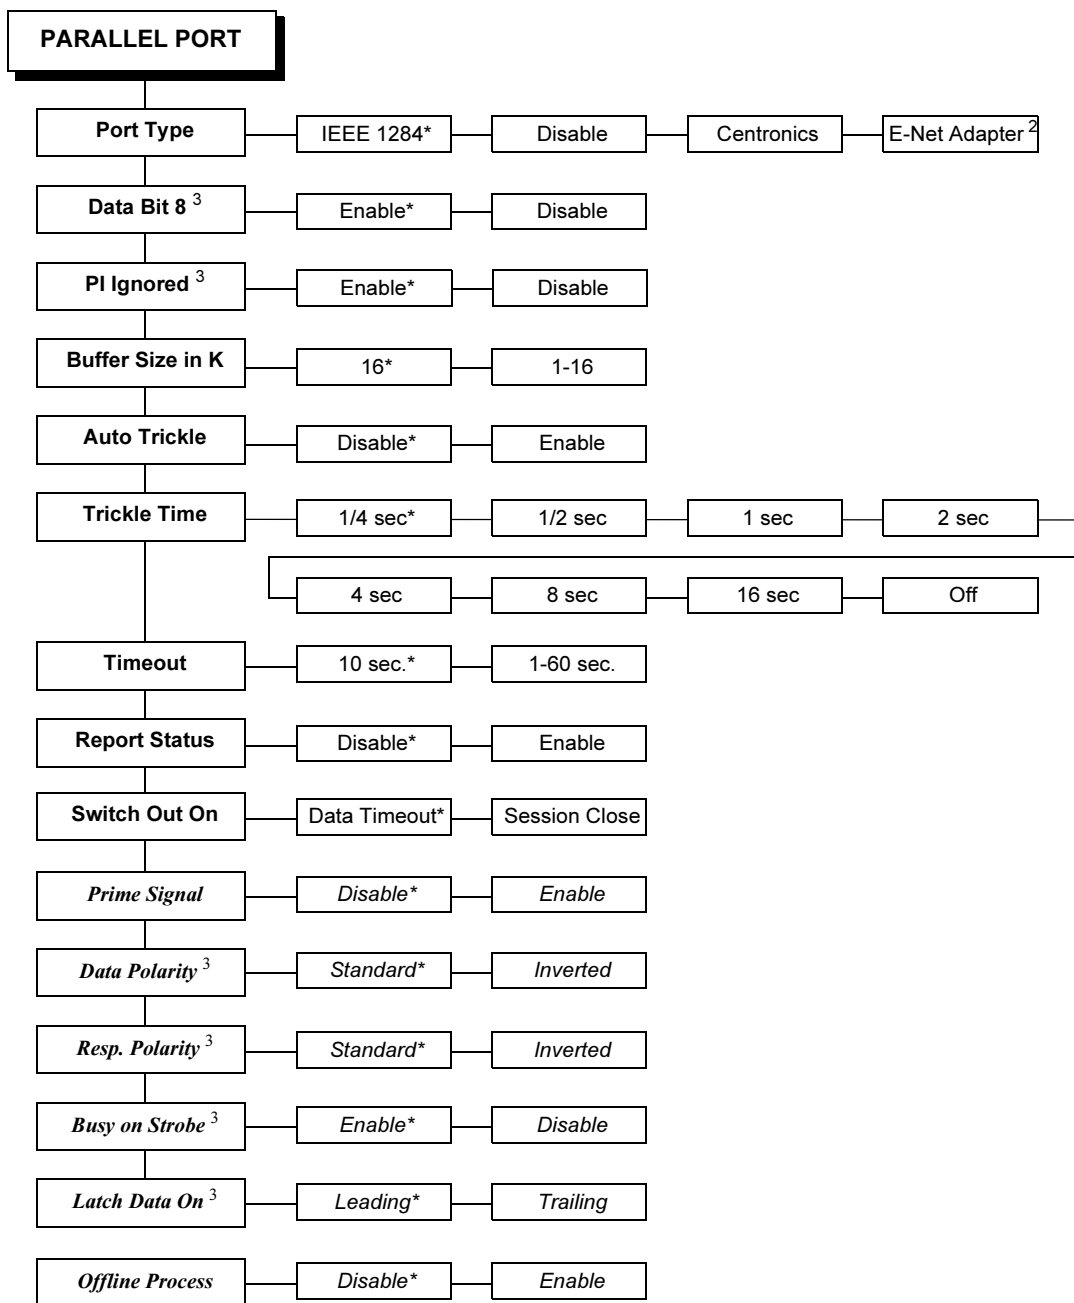 PARALLEL PORT
Port Type IEEE 1284* Disable Centronics E-Net Adapter 2
Data Bit 8 3 Enable* Disable
PI Ignored 3 Enable* Disable
Buffer Size in K 16* 1-16
Auto Trickle Disable* Enable
Trickle Time 1/4 sec* 1/2 sec 1 sec 2 sec
4 sec 8 sec 16 sec Off
Timeout 10 sec.* 1-60 sec.
Report Status Disable* Enable
Switch Out On Data Timeout* Session Close
Prime Signal Disable* Enable
Data Polarity 3 Standard* Inverted
Resp. Polarity 3 Standard* Inverted
Busy on Strobe 3 Enable* Disable
Latch Data On 3 Leading* Trailing
Offline Process Disable* Enable